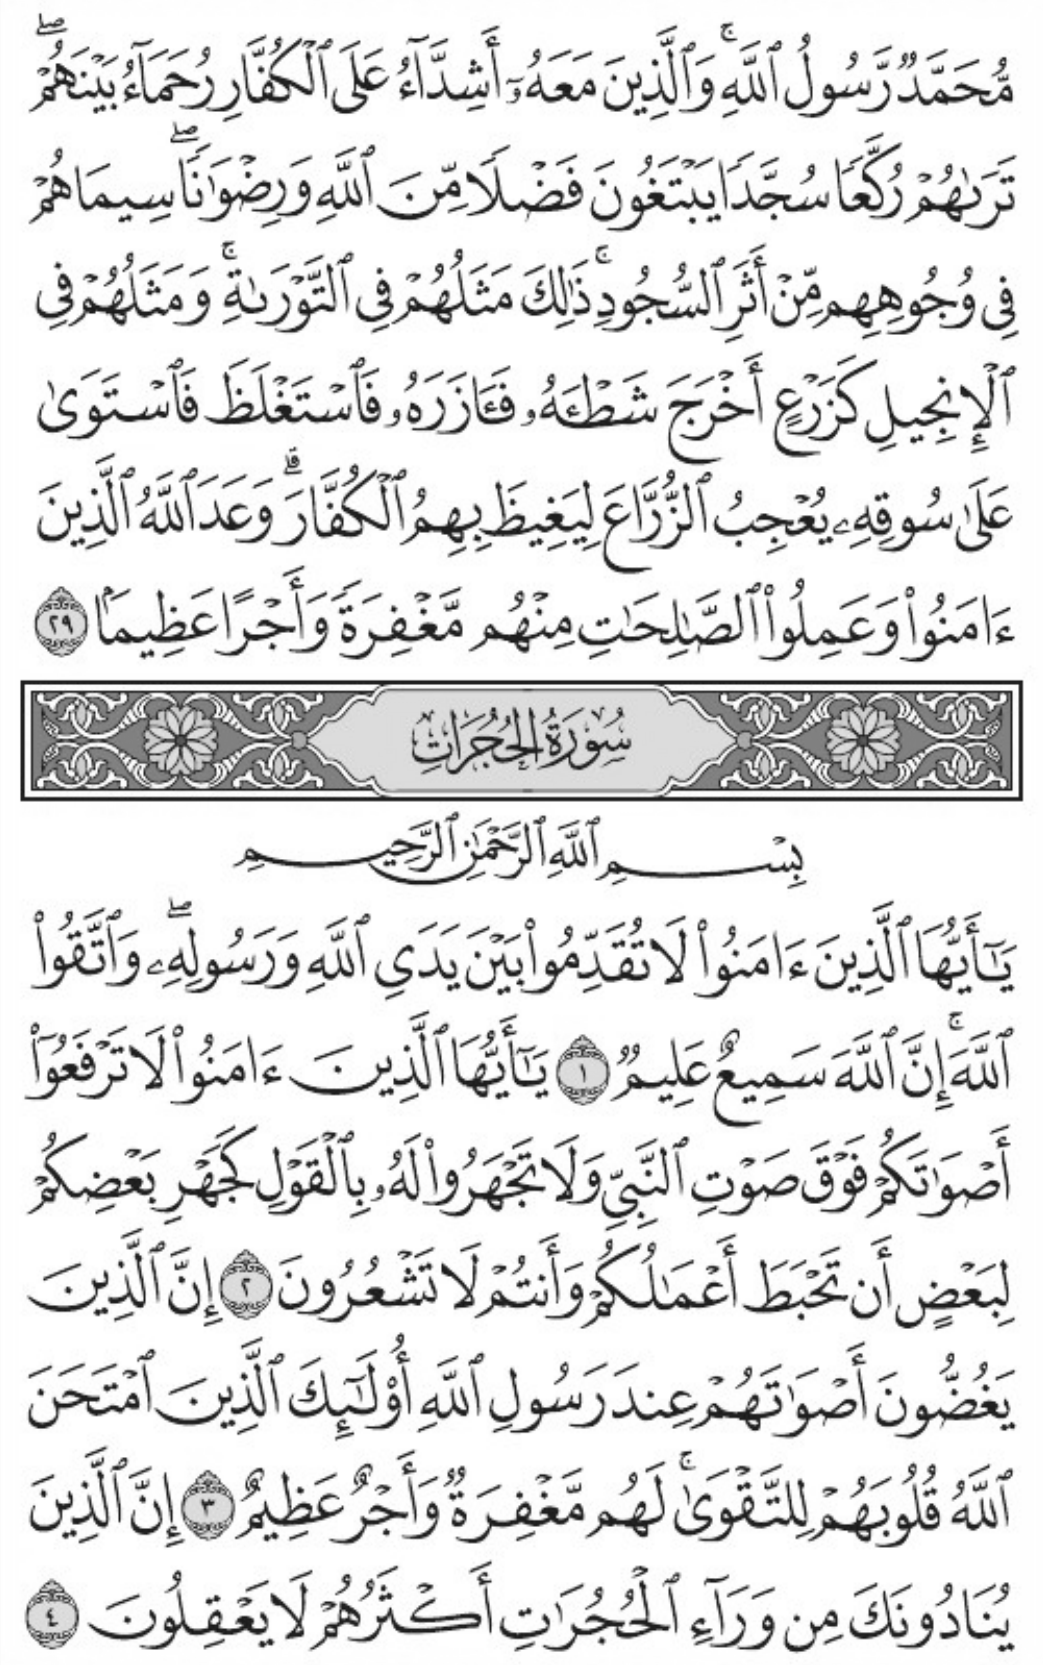 مُّحَمَّدٌ رَّسُولُ ٱللَّهِۚ وَٱلَّذِينَ مَعَهُۥٓ أَشِدَّآءُ عَلَى ٱلۡكُفَّارِ رُحَمَآءُ بَيۡنَهُمۡۖ
تَرَىٰهُمۡ رُكَّعٗا سُجَّدٗا يَبۡتَغُونَ فَضۡلٗا مِّنَ ٱللَّهِ وَرِضۡوَٰنٗاۖ سِيمَاهُمۡ
فِي وُجُوهِهِم مِّنۡ أَثَرِ ٱلسُّجُودِۚ ذَٰلِكَ مَثَلُهُمۡ فِي ٱلتَّوۡرَىٰةِۚ وَمَثَلُهُمۡ فِي
ٱلۡإِنجِيلِ كَزَرۡعٍ أَخۡرَجَ شَطۡـَٔهُۥ فَـَٔازَرَهُۥ فَٱسۡتَغۡلَظَ فَٱسۡتَوَىٰ
عَلَىٰ سُوقِهِۦ يُعۡجِبُ ٱلزُّرَّاعَ لِيَغِيظَ بِهِمُ ٱلۡكُفَّارَۗ وَعَدَ ٱللَّهُ ٱلَّذِينَ
ءَامَنُواْ وَعَمِلُواْ ٱلصَّٰلِحَٰتِ مِنۡهُم مَّغۡفِرَةٗ وَأَجۡرًا عَظِيمَۢا ٢٩
سُورَةُ الحُجُرَاتِ
بِسۡمِ ٱللَّهِ ٱلرَّحۡمَٰنِ ٱلرَّحِيمِ
يَٰٓأَيُّهَا ٱلَّذِينَ ءَامَنُواْ لَا تُقَدِّمُواْ بَيۡنَ يَدَيِ ٱللَّهِ وَرَسُولِهِۦۖ وَٱتَّقُواْ
ٱللَّهَۚ إِنَّ ٱللَّهَ سَمِيعٌ عَلِيمٞ ١ يَٰٓأَيُّهَا ٱلَّذِينَ ءَامَنُواْ لَا تَرۡفَعُوٓاْ
أَصۡوَٰتَكُمۡ فَوۡقَ صَوۡتِ ٱلنَّبِيِّ وَلَا تَجۡهَرُواْ لَهُۥ بِٱلۡقَوۡلِ كَجَهۡرِ بَعۡضِكُمۡ
لِبَعۡضٍ أَن تَحۡبَطَ أَعۡمَٰلُكُمۡ وَأَنتُمۡ لَا تَشۡعُرُونَ ٢ إِنَّ ٱلَّذِينَ
يَغُضُّونَ أَصۡوَٰتَهُمۡ عِندَ رَسُولِ ٱللَّهِ أُوْلَٰٓئِكَ ٱلَّذِينَ ٱمۡتَحَنَ
ٱللَّهُ قُلُوبَهُمۡ لِلتَّقۡوَىٰۚ لَهُم مَّغۡفِرَةٞ وَأَجۡرٌ عَظِيمٌ ٣ إِنَّ ٱلَّذِينَ
يُنَادُونَكَ مِن وَرَآءِ ٱلۡحُجُرَٰتِ أَكۡثَرُهُمۡ لَا يَعۡقِلُونَ ٤